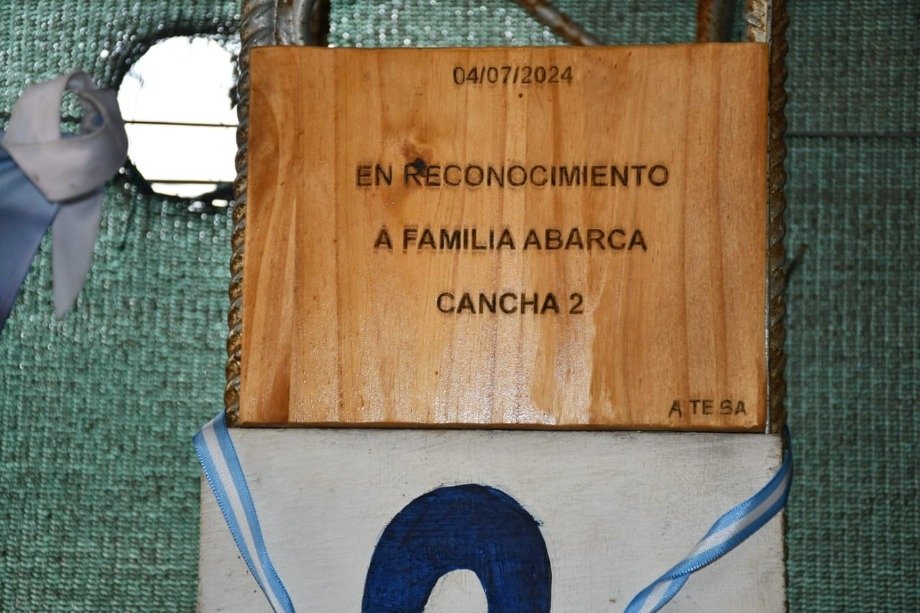 04/07/2024
EN RECONOCIMIENTO
A FAMILIA ABARCA
CANCHA 2
A.TE.SA